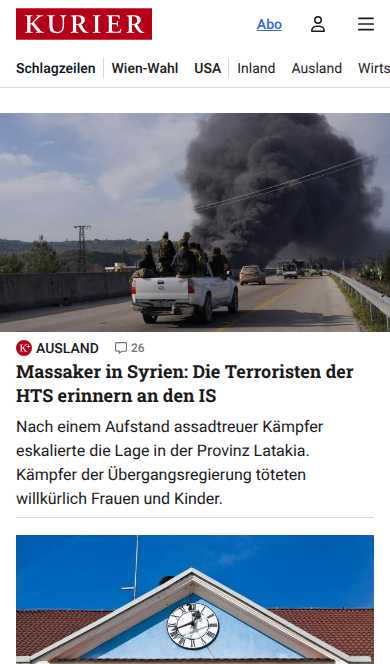 KURIER
Abo
Schlagzeilen Wien-Wahl USA Inland Ausland Wirts
K+ AUSLAND 26
Massaker in Syrien: Die Terroristen der
HTS erinnern an den IS
Nach einem Aufstand assadtreuer Kämpfer
eskalierte die Lage in der Provinz Latakia.
Kämpfer der Übergangsregierung töteten
willkürlich Frauen und Kinder.